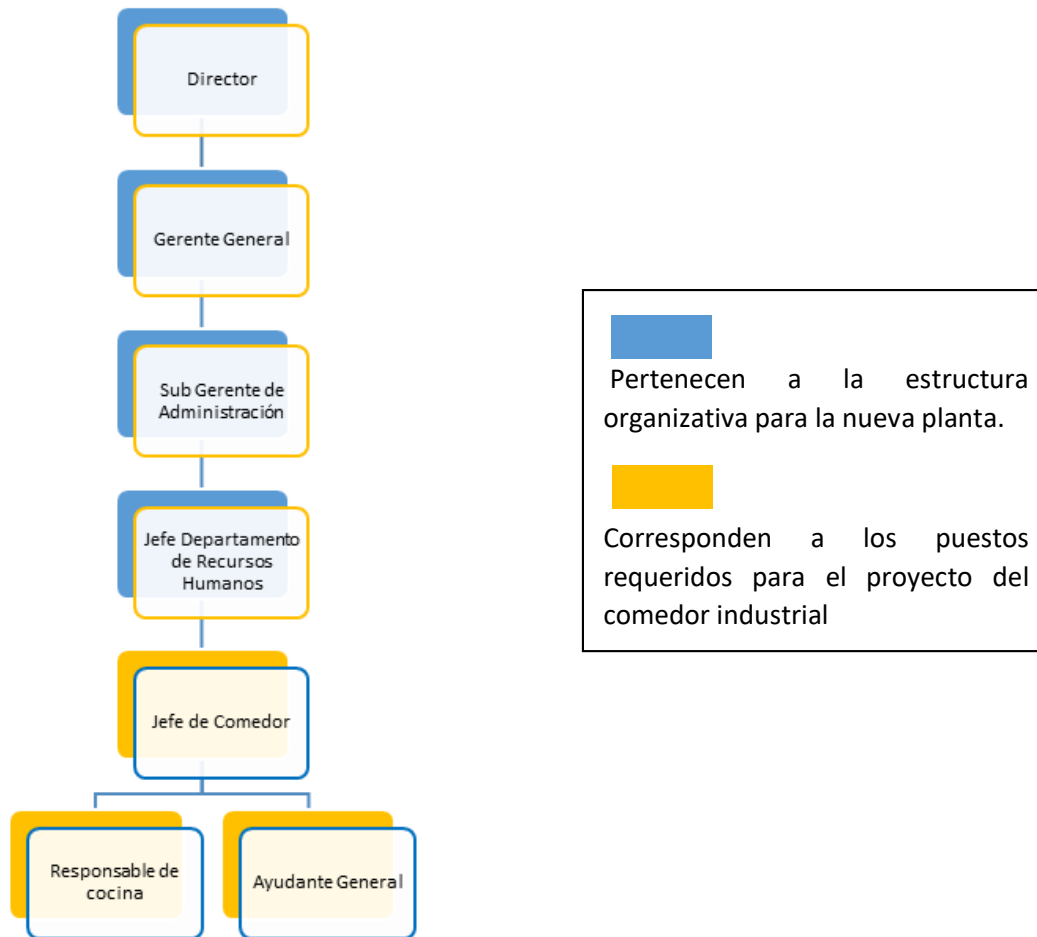 Director
Gerente General
Sub Gerente de
Administración
Jefe Departamento
de Recursos
Humanos
Jefe de Comedor
Responsable de
cocina
Ayudante General
Pertenecen a la estructura
organizativa para la nueva planta.
Corresponden a los puestos
requeridos para el proyecto del
comedor industrial